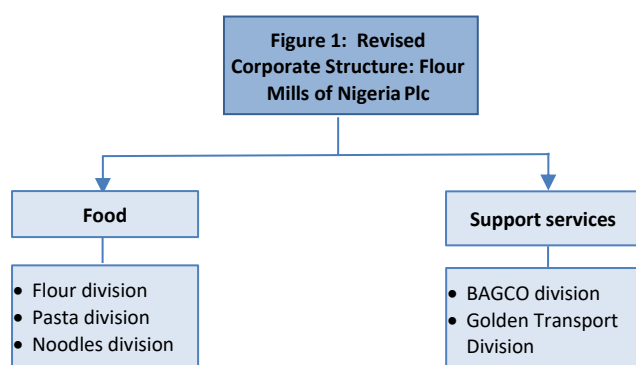 Figure 1:  Revised
Corporate Structure: Flour
Mills of Nigeria Plc
Food
Support services
• Flour division
• Pasta division
• Noodles division
• BAGCO division
• Golden Transport
Division